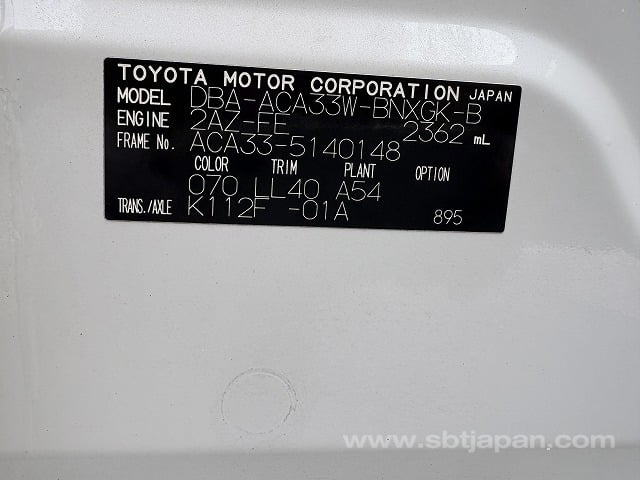 TOYOTA MOTOR CORPORATION JAPAN
MODEL DBA-ACA33W-BNXGK-B
ENGINE 2AZ-FE 2362 mL
FRAME No. ACA33-5140148
COLOR TRIM PLANT OPTION
070 LL40 A54
TRANS./AXLE K112F -01A 895
www.sbtjapan.com